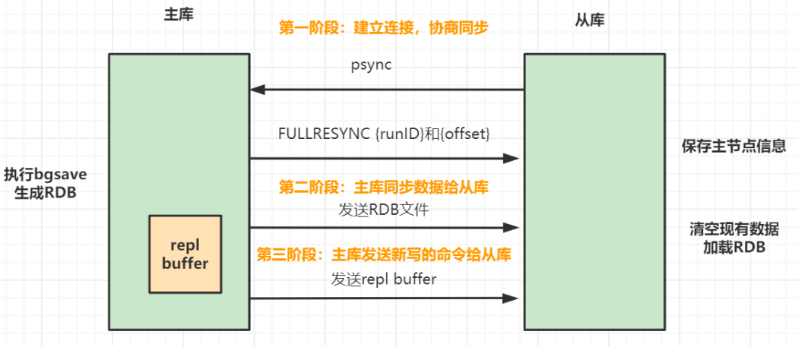 主库
第一阶段：建立连接，协商同步
从库
psync
FULLRESYNC {runID}和{offset}
保存主节点信息
执行bgsave
生成RDB
第二阶段：主库同步数据给从库
发送RDB文件
repl
buffer
清空现有数据
加载RDB
第三阶段：主库发送新写的命令给从库
发送repl buffer